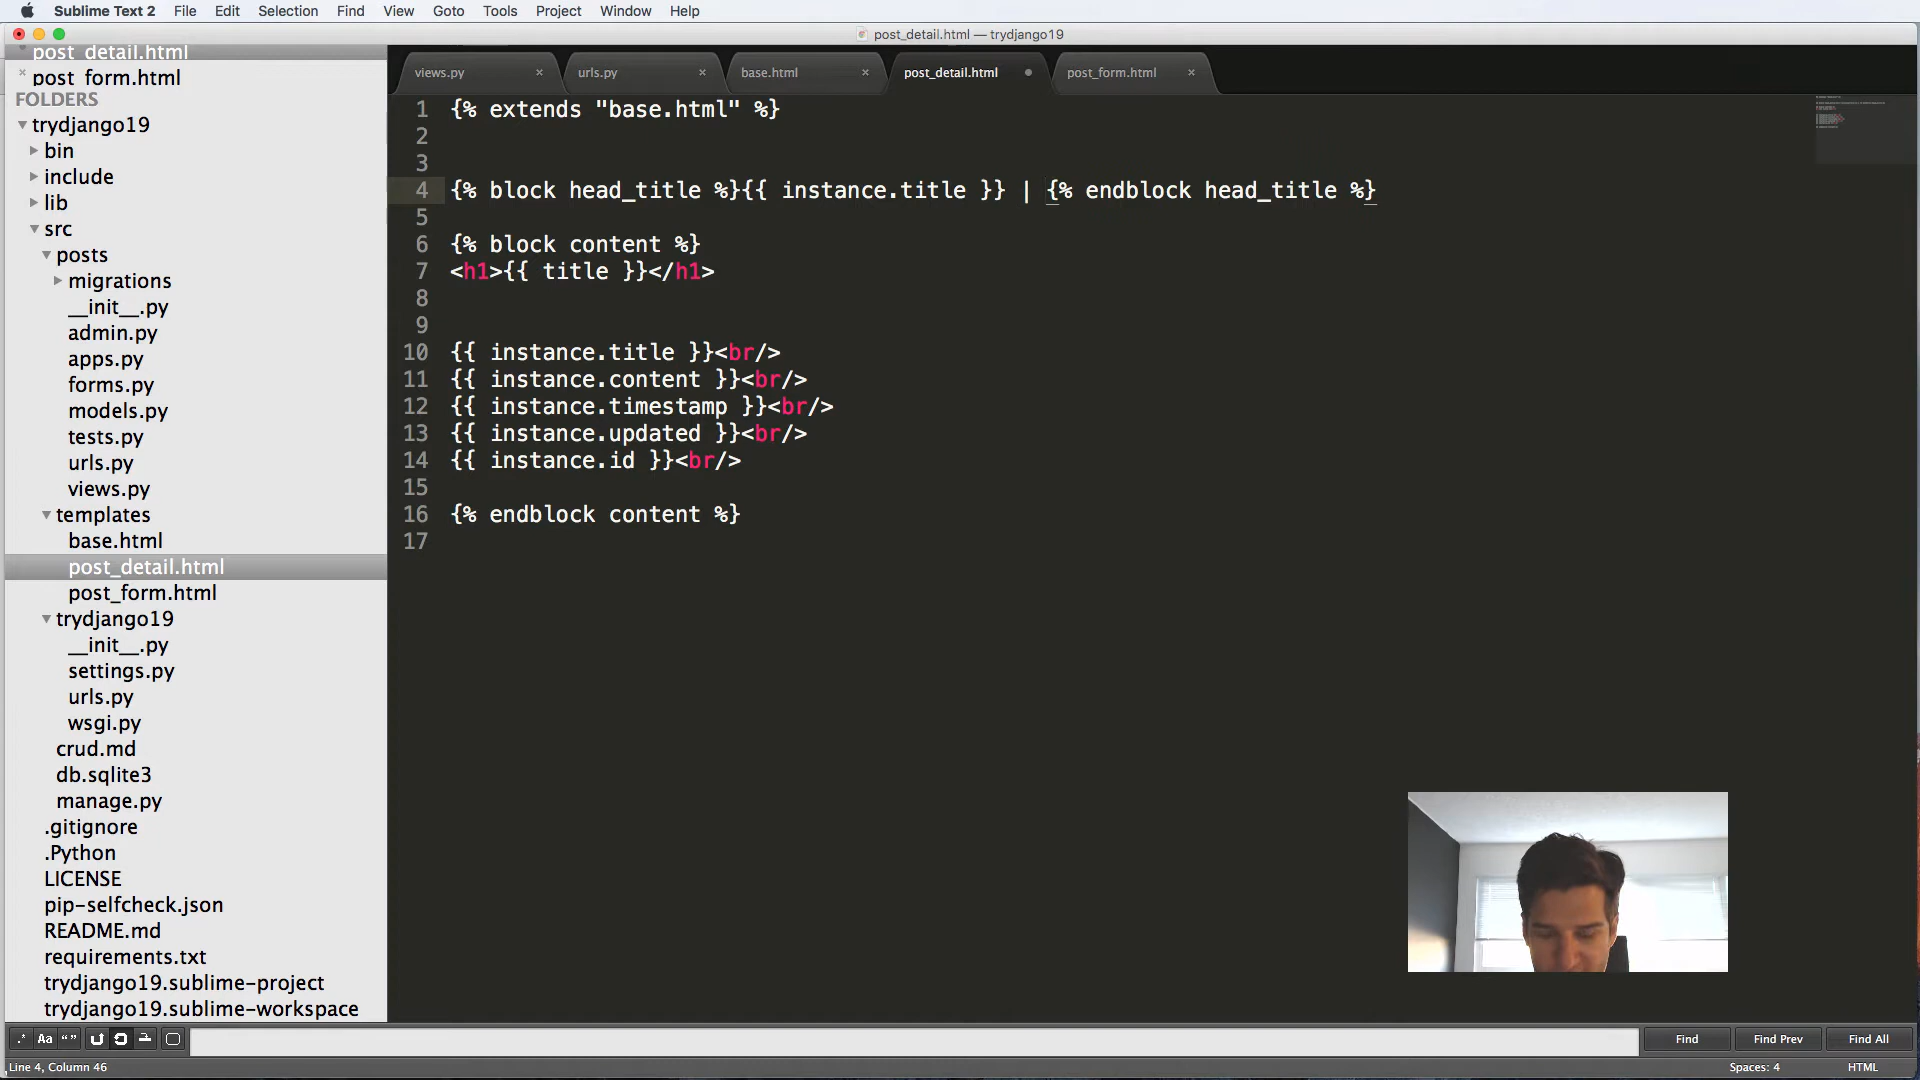 Sublime Text 2 File Edit Selection Find View Goto Tools Project Window Help
post_detail.html — trydjango19
post_detail.html
post_form.html
FOLDERS
trydjango19
bin
include
lib
src
posts
migrations
__init__.py
admin.py
apps.py
forms.py
models.py
tests.py
urls.py
views.py
templates
base.html
post_detail.html
post_form.html
trydjango19
__init__.py
settings.py
urls.py
wsgi.py
crud.md
db.sqlite3
manage.py
.gitignore
.Python
LICENSE
pip-selfcheck.json
README.md
requirements.txt
trydjango19.sublime-project
trydjango19.sublime-workspace
views.py × urls.py × base.html × post_detail.html post_form.html ×
1 {% extends "base.html" %}
2
3
4 {% block head_title %}{{ instance.title }} | {% endblock head_title %}
5
6 {% block content %}
7 <h1>{{ title }}</h1>
8
9
10 {{ instance.title }}<br/>
11 {{ instance.content }}<br/>
12 {{ instance.timestamp }}<br/>
13 {{ instance.updated }}<br/>
14 {{ instance.id }}<br/>
15
16 {% endblock content %}
17
.* Aa “ ” Find Find Prev Find All
Line 4, Column 46 Spaces: 4 HTML